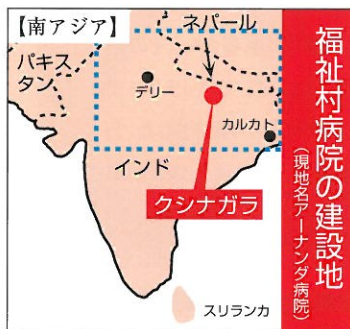 【南アジア】
ネパール
パキス
タン
デリー
カルカト
インド
クシナガラ
スリランカ
福祉村病院の建設地
(現地名アーナンダ病院)